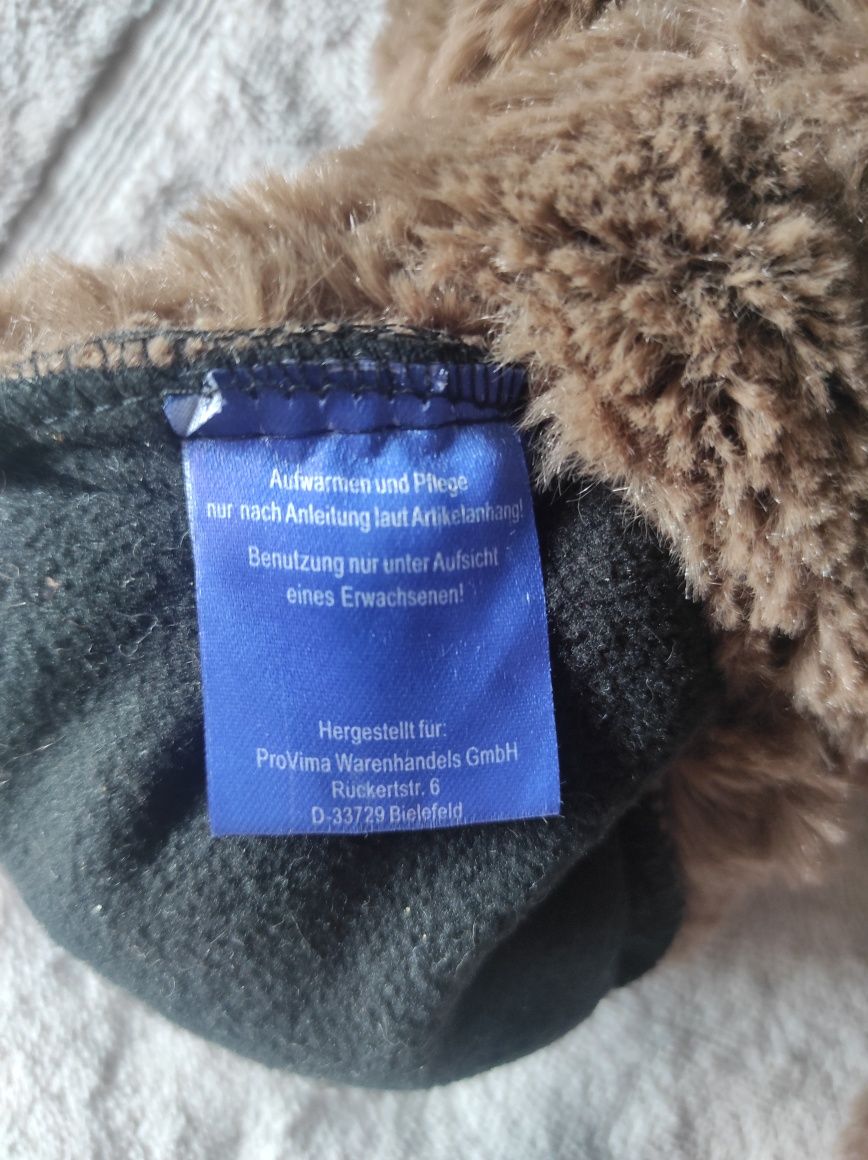 Aufwärmen und Pflege
nur nach Anleitung laut Artikelanhang!
Benutzung nur unter Aufsicht
eines Erwachsenen!
Hergestellt für:
ProVima Warenhandels GmbH
Rückertstr. 6
D-33729 Bielefeld